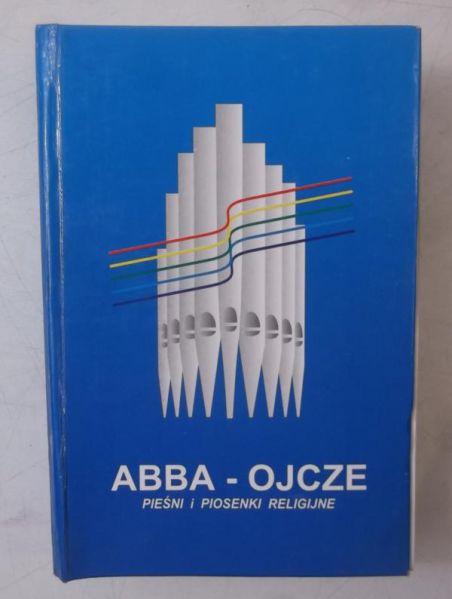 ABBA - OJCZE
PIEŚNI i PIOSENKI RELIGIJNE